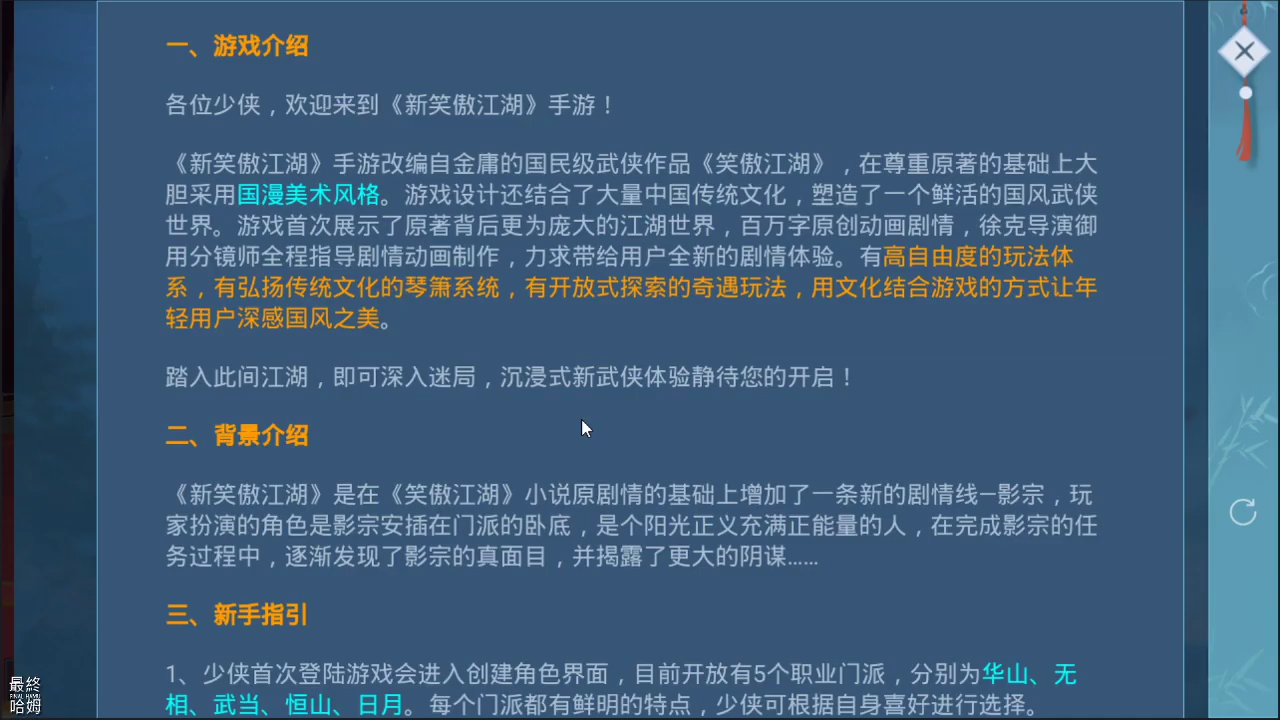 一、游戏介绍
各位少侠，欢迎来到《新笑傲江湖》手游！
《新笑傲江湖》手游改编自金庸的国民级武侠作品《笑傲江湖》，在尊重原著的基础上大
胆采用国漫美术风格。游戏设计还结合了大量中国传统文化，塑造了一个鲜活的国风武侠
世界。游戏首次展示了原著背后更为庞大的江湖世界，百万字原创动画剧情，徐克导演御
用分镜师全程指导剧情动画制作，力求带给用户全新的剧情体验。有高自由度的玩法体
系，有弘扬传统文化的琴箫系统，有开放式探索的奇遇玩法，用文化结合游戏的方式让年
轻用户深感国风之美。
踏入此间江湖，即可深入迷局，沉浸式新武侠体验静待您的开启！
二、背景介绍
《新笑傲江湖》是在《笑傲江湖》小说原剧情的基础上增加了一条新的剧情线—影宗，玩
家扮演的角色是影宗安插在门派的卧底，是个阳光正义充满正能量的人，在完成影宗的任
务过程中，逐渐发现了影宗的真面目，并揭露了更大的阴谋……
三、新手指引
1、少侠首次登陆游戏会进入创建角色界面，目前开放有5个职业门派，分别为华山、无
相、武当、恒山、日月。每个门派都有鲜明的特点，少侠可根据自身喜好进行选择。
最終
哈姆